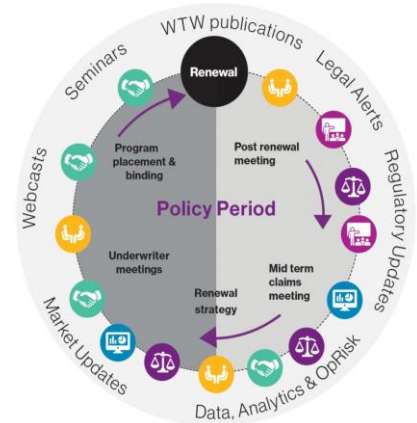 WTW publications
Legal Alerts
Regulatory Updates
Data, Analytics & OpRisk
Market Updates
Webcasts
Seminars
Renewal
Post renewal
meeting
Mid term
claims
meeting
Renewal
strategy
Underwriter
meetings
Program
placement &
binding
Policy Period